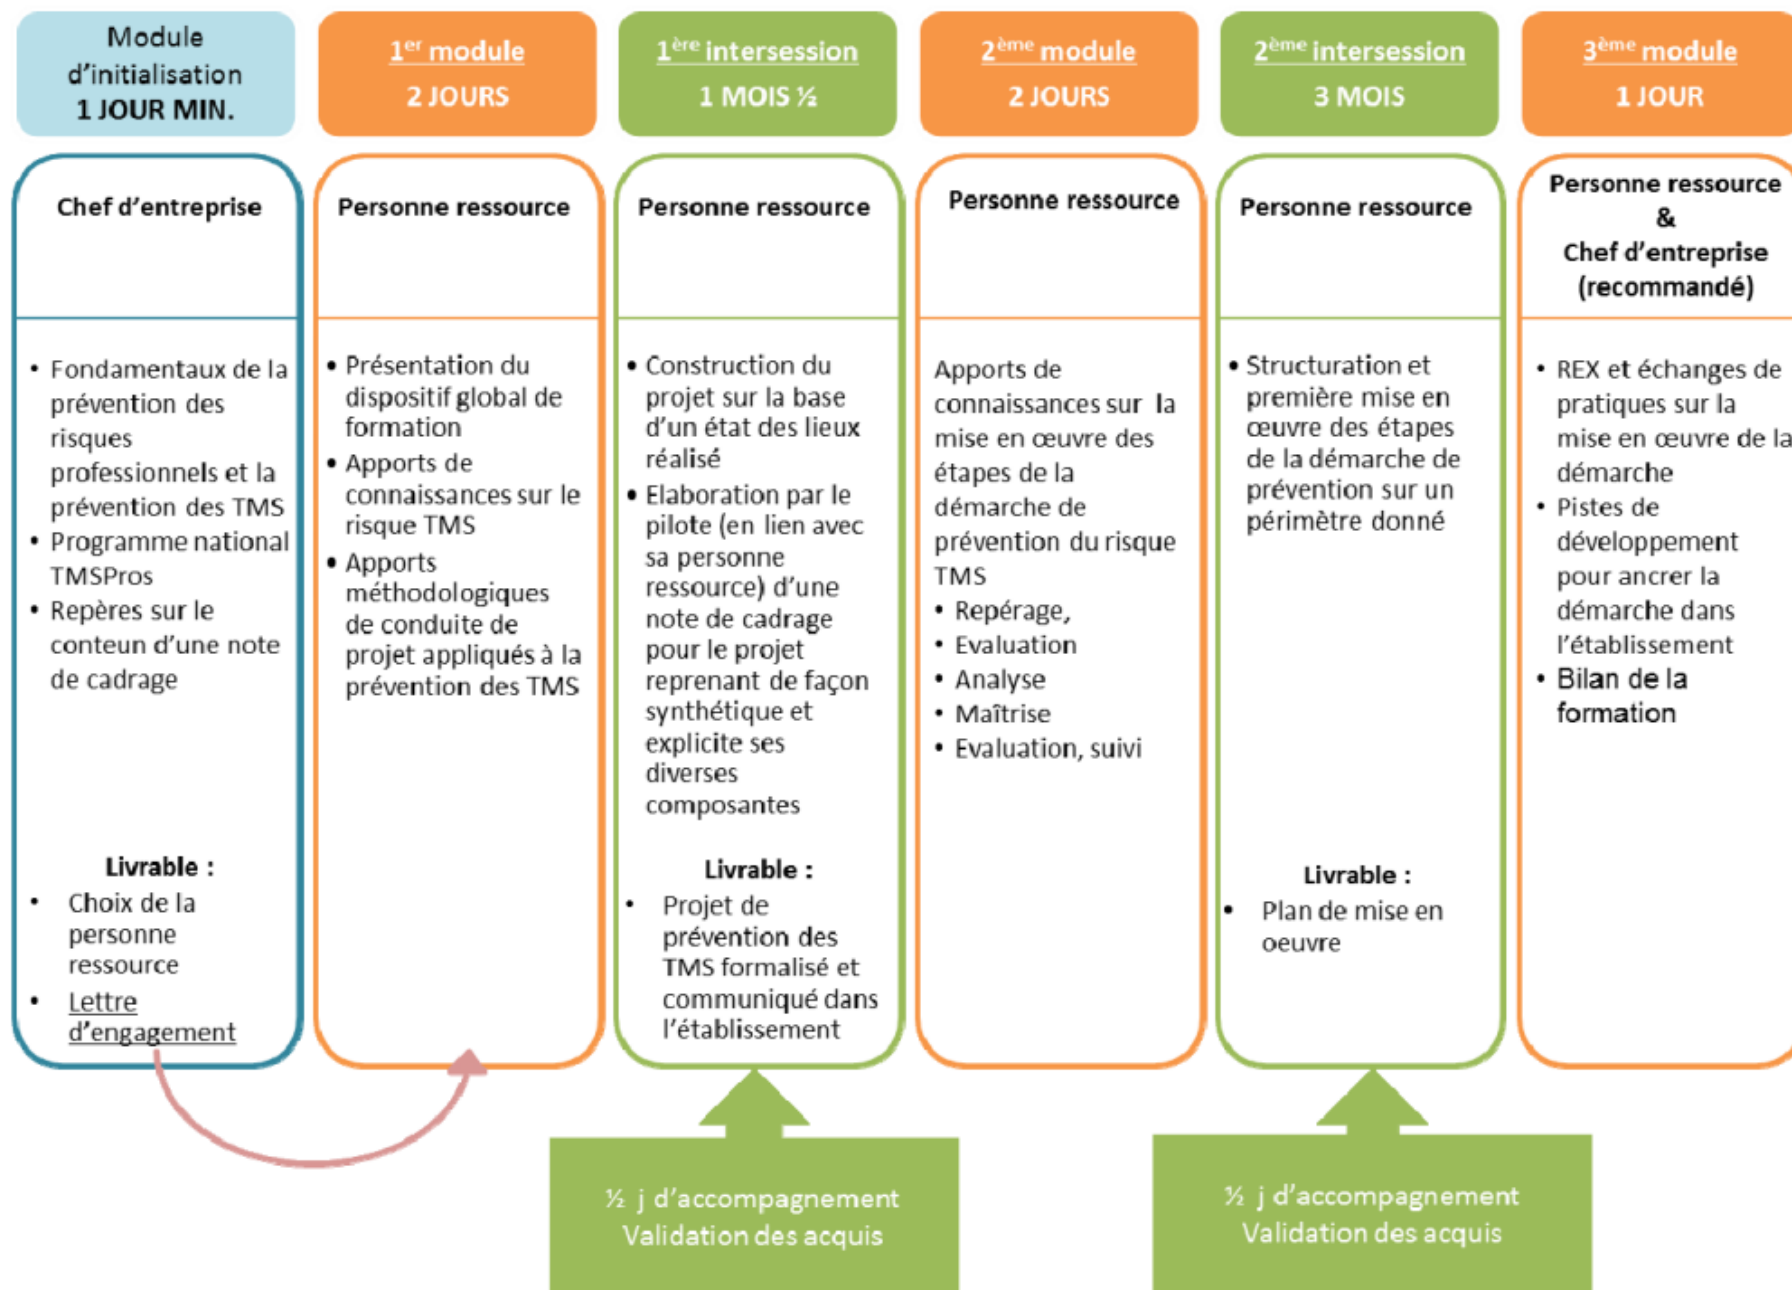 Module
d’initialisation
1 JOUR MIN.
1er module
2 JOURS
1ère intersession
1 MOIS ½
2ème module
2 JOURS
2ème intersession
3 MOIS
3ème module
1 JOUR
Chef d’entreprise
• Fondamentaux de la
prévention des
risques
professionnels et la
prévention des TMS
• Programme national
TMSPros
• Repères sur le
conteun d’une note
de cadrage
Livrable :
• Choix de la
personne
ressource
• Lettre
d’engagement
Personne ressource
• Présentation du
dispositif global de
formation
• Apports de
connaissances sur le
risque TMS
• Apports
méthodologiques
de conduite de
projet appliqués à la
prévention des TMS
Personne ressource
• Construction du
projet sur la base
d’un état des lieux
réalisé
• Elaboration par le
pilote (en lien avec
sa personne
ressource) d’une
note de cadrage
pour le projet
reprenant de façon
synthétique et
explicite ses
diverses
composantes
Livrable :
• Projet de
prévention des
TMS formalisé et
communiqué dans
l’établissement
Personne ressource
Apports de
connaissances sur la
mise en œuvre des
étapes de la
démarche de
prévention du risque
TMS
• Repérage,
• Evaluation
• Analyse
• Maîtrise
• Evaluation, suivi
Personne ressource
• Structuration et
première mise en
œuvre des étapes
de la démarche de
prévention sur un
périmètre donné
Livrable :
• Plan de mise en
oeuvre
Personne ressource
&
Chef d’entreprise
(recommandé)
• REX et échanges de
pratiques sur la
mise en œuvre de la
démarche
• Pistes de
développement
pour ancrer la
démarche dans
l’établissement
• Bilan de la
formation
½ j d’accompagnement
Validation des acquis
½ j d’accompagnement
Validation des acquis